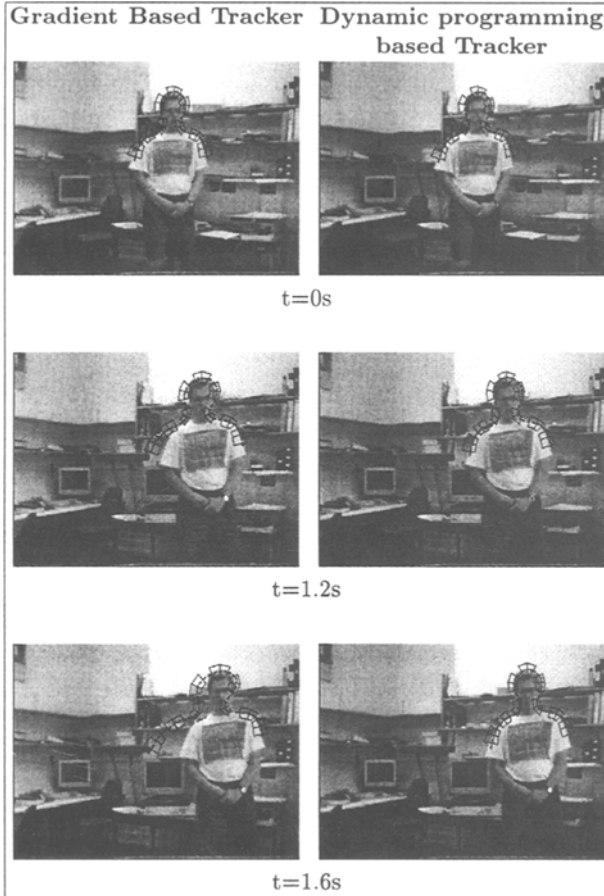 Gradient Based Tracker
Dynamic programming
based Tracker
t=0s
t=1.2s
t=1.6s